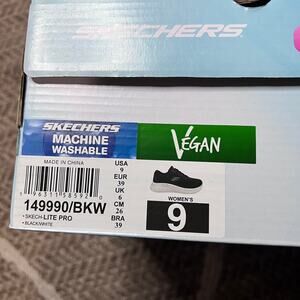 SKECHERS
SKECHERS
MACHINE
WASHABLE
VEGAN
MADE IN CHINA
USA
9
EUR
39
UK
6
CM
26
BRA
39
149990/BKW
• SKECH-LITE PRO
• BLACK/WHITE
WOMEN'S
9